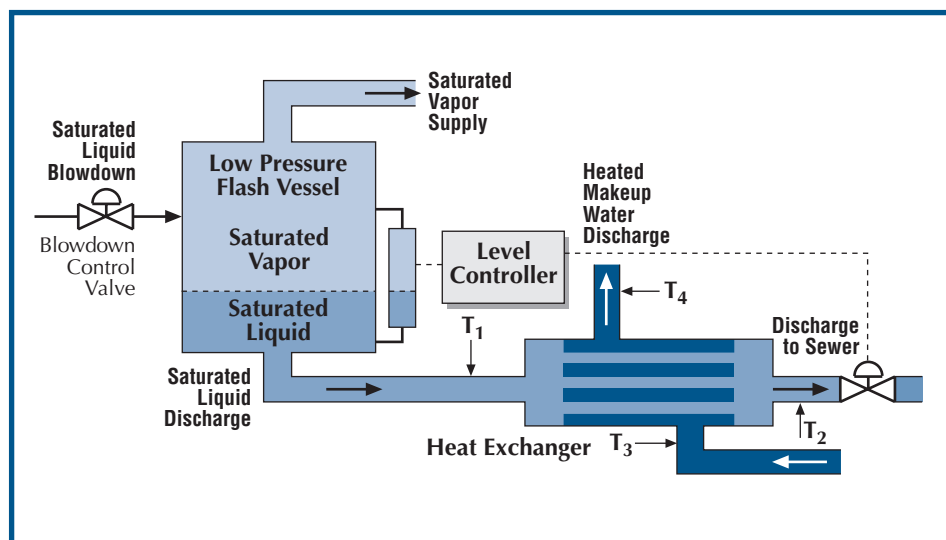 Saturated
Vapor
Supply
Saturated
Liquid
Blowdown
Low Pressure
Flash Vessel
Heated
Makeup
Water
Discharge
Blowdown
Control
Valve
Saturated
Vapor
Level
Controller
T4
Saturated
Liquid
T1
Discharge
to Sewer
Saturated
Liquid
Discharge
Heat Exchanger
T3
T2